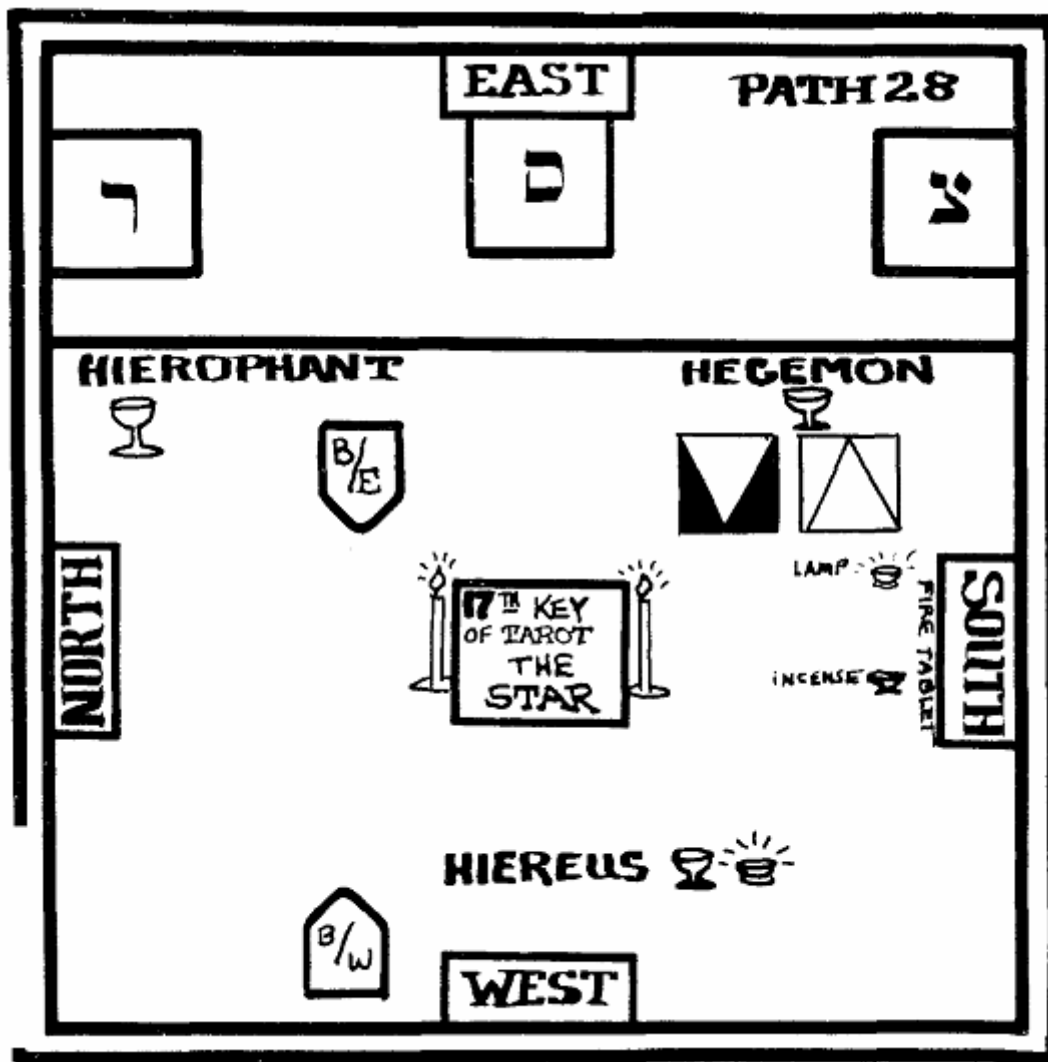 EAST
PATH 28
ר
ס
צ
HIEROPHANT
HEGEMON
B/E
LAMP
NORTH
17TH KEY
OF TAROT
THE
STAR
FIRE TABLET
SOUTH
INCENSE
HIEREUS
B/W
WEST